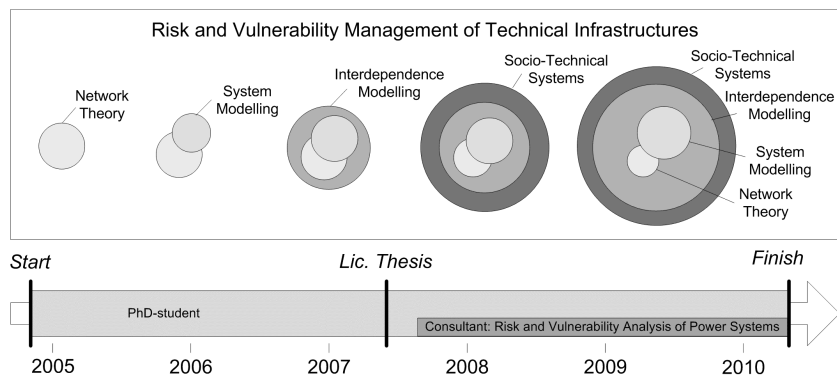 Risk and Vulnerability Management of Technical Infrastructures
Network
Theory
System
Modelling
Interdependence
Modelling
Socio-Technical
Systems
Socio-Technical
Systems
Interdependence
Modelling
System
Modelling
Network
Theory
Start
Lic. Thesis
Finish
PhD-student
Consultant: Risk and Vulnerability Analysis of Power Systems
2005
2006
2007
2008
2009
2010